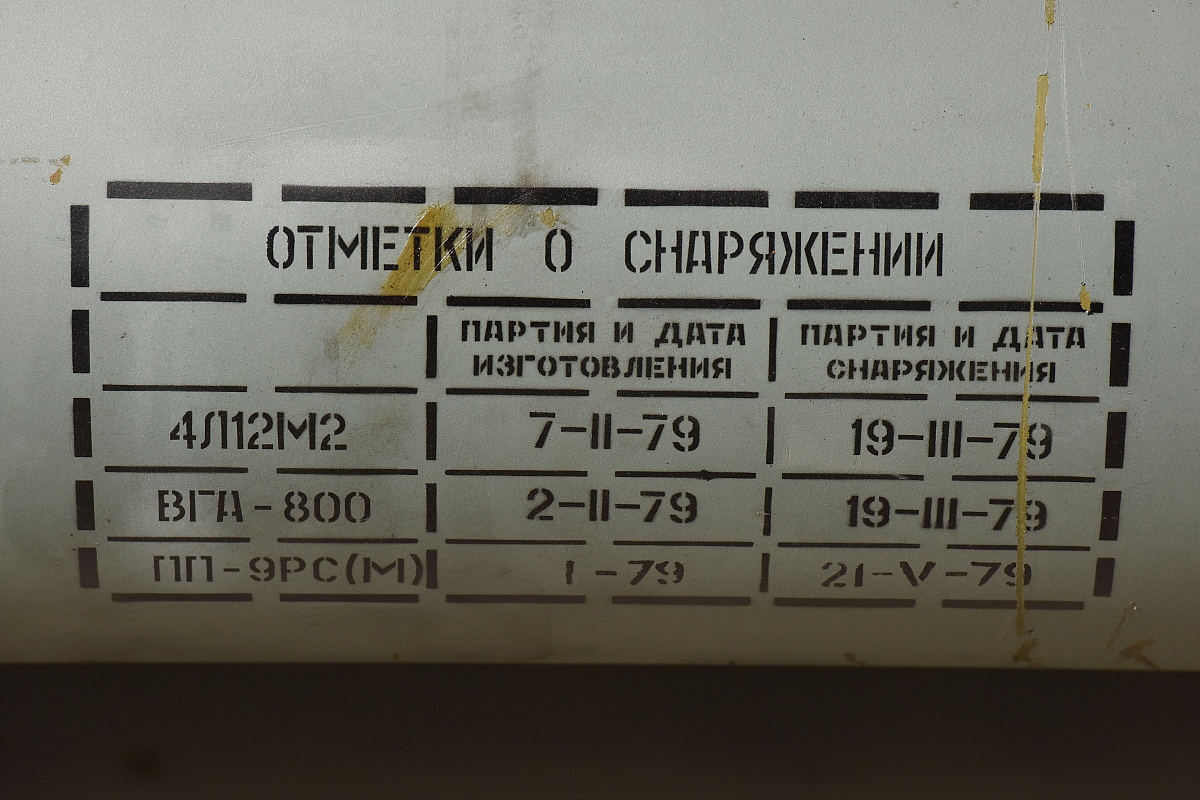 ОТМЕТКИ О СНАРЯЖЕНИИ
ПАРТИЯ И ДАТА ИЗГОТОВЛЕНИЯ ПАРТИЯ И ДАТА СНАРЯЖЕНИЯ
4Л12М2 7-II-79 19-III-79
ВГА-800 2-II-79 19-III-79
ПП-9РС(М) I-79 21-V-79